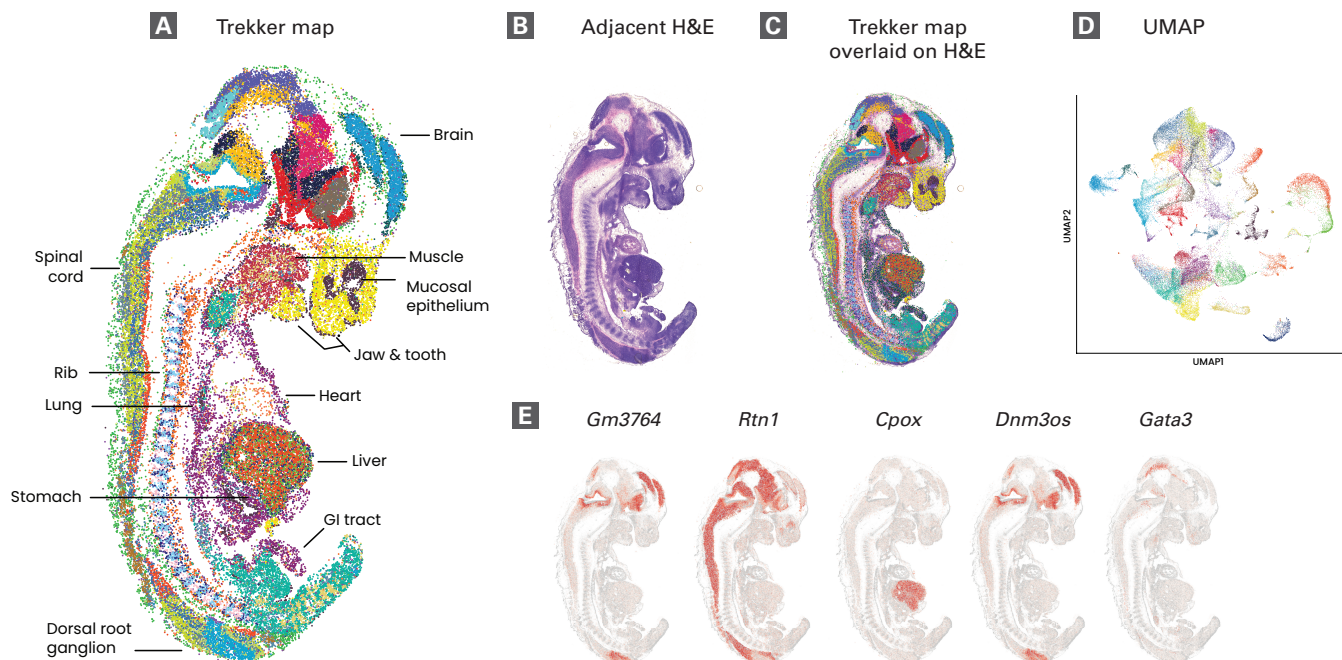 A Trekker map
B Adjacent H&E
C Trekker map
overlaid on H&E
D UMAP
Brain
Spinal
cord
Muscle
Mucosal
epithelium
Jaw & tooth
Rib
Lung
Heart
Liver
Stomach
GI tract
Dorsal root
ganglion
UMAP2
UMAP1
E Gm3764 Rtn1 Cpox Dnm3os Gata3